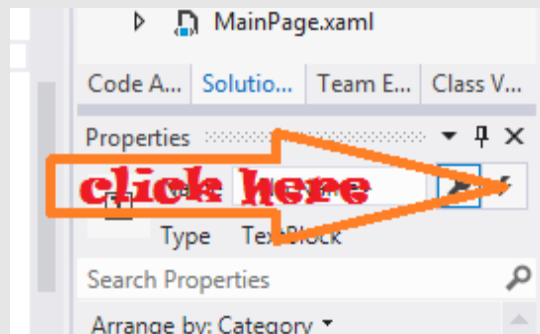 MainPage.xaml
Code A... Solutio... Team E... Class V...
Properties
click here
Type TextBlock
Search Properties
Arrange by: Category